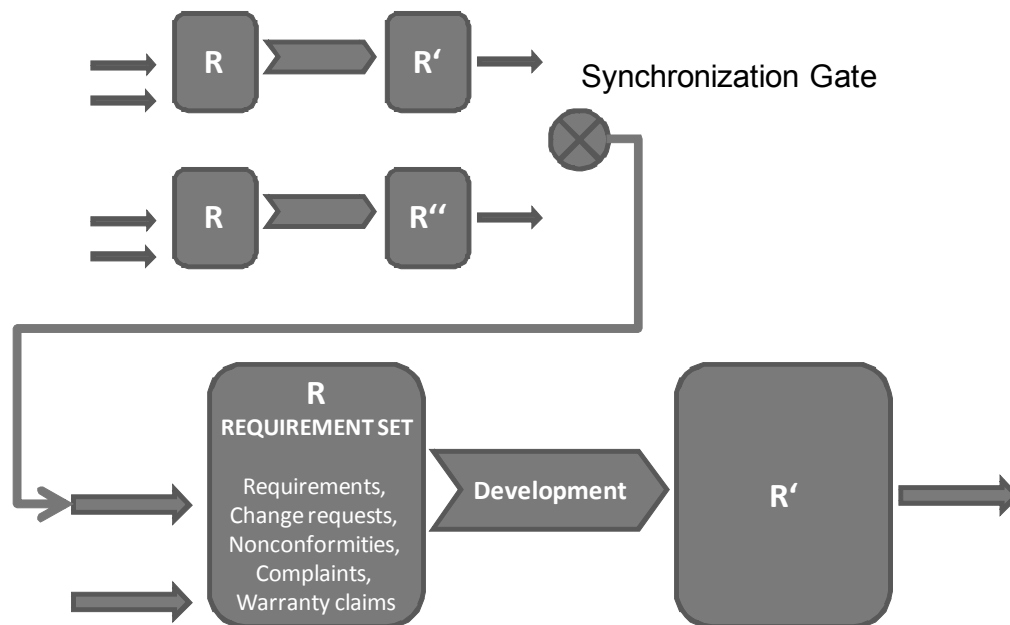 R
R‘
Synchronization Gate
R
R‘‘
R
REQUIREMENT SET
Requirements,
Change requests,
Nonconformities,
Complaints,
Warranty claims
Development
R‘